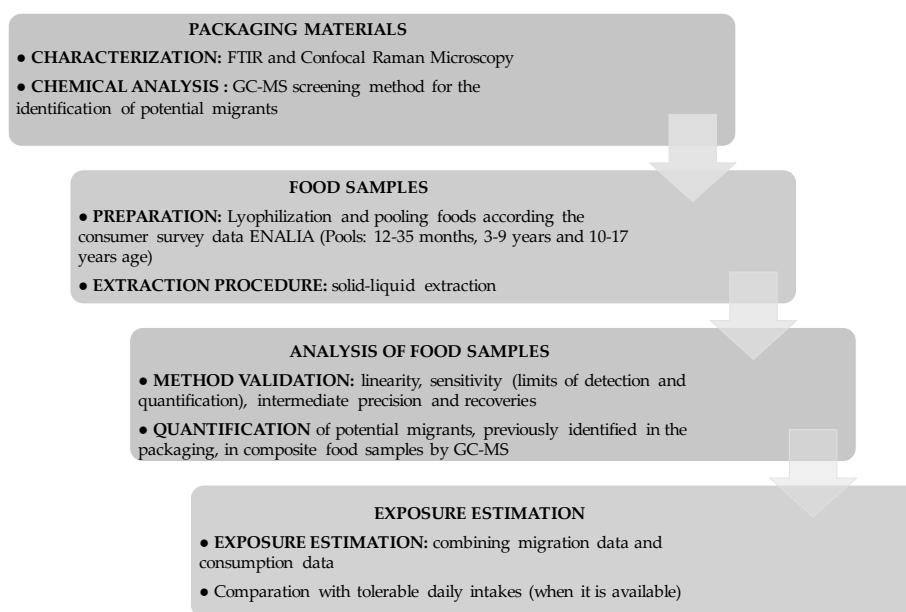 PACKAGING MATERIALS
● CHARACTERIZATION: FTIR and Confocal Raman Microscopy
● CHEMICAL ANALYSIS : GC-MS screening method for the
identification of potential migrants
FOOD SAMPLES
● PREPARATION: Lyophilization and pooling foods according the
consumer survey data ENALIA (Pools: 12-35 months, 3-9 years and 10-17
years age)
● EXTRACTION PROCEDURE: solid-liquid extraction
ANALYSIS OF FOOD SAMPLES
● METHOD VALIDATION: linearity, sensitivity (limits of detection and
quantification), intermediate precision and recoveries
● QUANTIFICATION of potential migrants, previously identified in the
packaging, in composite food samples by GC-MS
EXPOSURE ESTIMATION
● EXPOSURE ESTIMATION: combining migration data and
consumption data
● Comparation with tolerable daily intakes (when it is available)